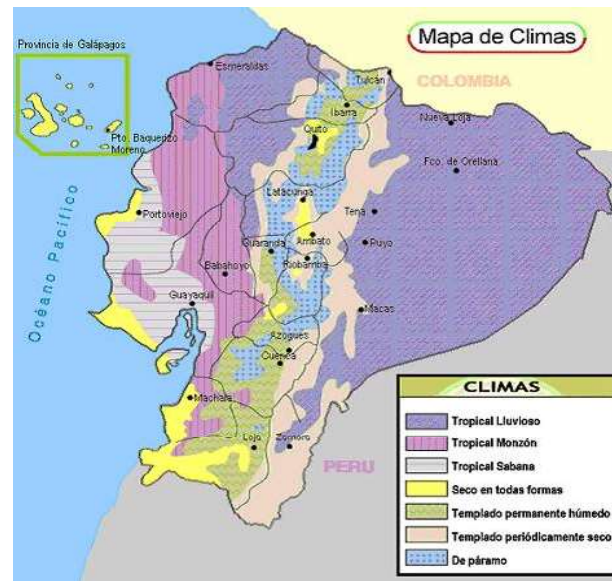 Provincia de Galápagos
Mapa de Climas
Esmeraldas
Tulcán
COLOMBIA
Ibarra
Pto. Baquerizo
Moreno
Quito
Nueva Loja
Fco. de Orellana
Océano Pacífico
Portoviejo
Latacunga
Tena
Ambato
Guaranda
Puyo
Riobamba
Babahoyo
Guayaquil
Macas
Azogues
Cuenca
Machala
Loja
Zamora
PERU
CLIMAS
Tropical Lluvioso
Tropical Monzón
Tropical Sabana
Seco en todas formas
Templado permanente húmedo
Templado periódicamente seco
De páramo